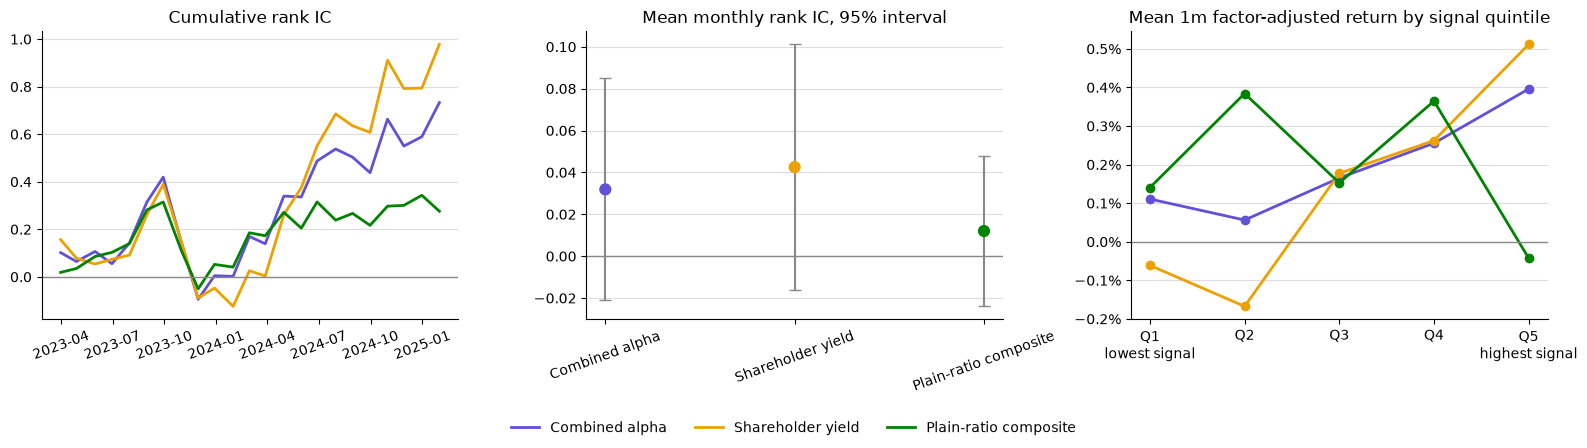 Cumulative rank IC
1.0
0.8
0.6
0.4
0.2
0.0
2023-04
2023-07
2023-10
2024-01
2024-04
2024-07
2024-10
2025-01
Mean monthly rank IC, 95% interval
0.10
0.08
0.06
0.04
0.02
0.00
−0.02
Combined alpha
Shareholder yield
Plain-ratio composite
Mean 1m factor-adjusted return by signal quintile
0.5%
0.4%
0.3%
0.2%
0.1%
0.0%
−0.1%
−0.2%
Q1
lowest signal
Q2
Q3
Q4
Q5
highest signal
Combined alpha
Shareholder yield
Plain-ratio composite